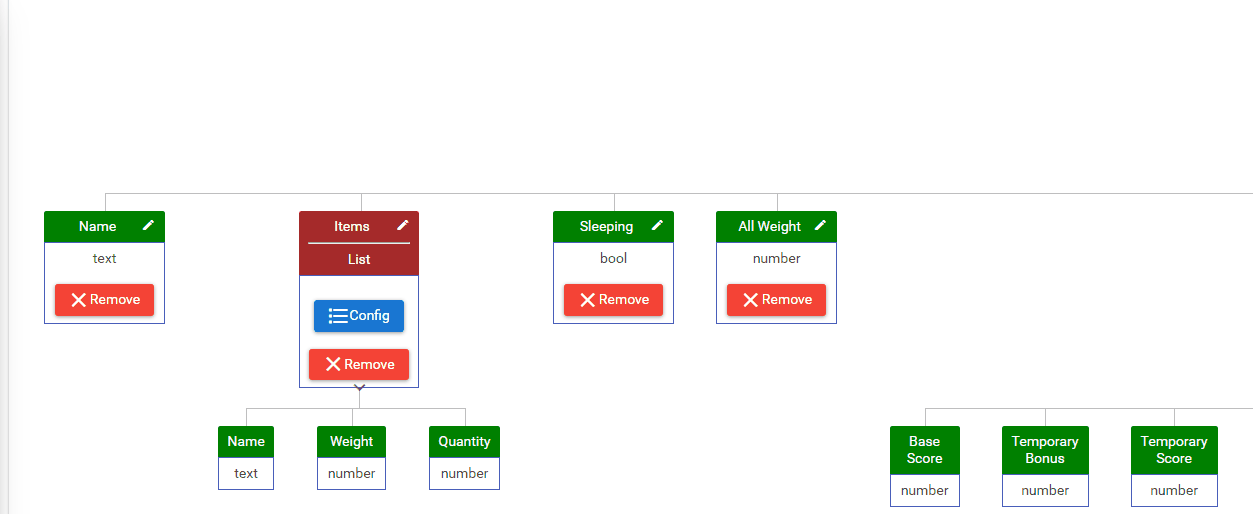 Name
text
Remove
Items
List
Config
Remove
Sleeping
bool
Remove
All Weight
number
Remove
Name
text
Weight
number
Quantity
number
Base
Score
number
Temporary
Bonus
number
Temporary
Score
number